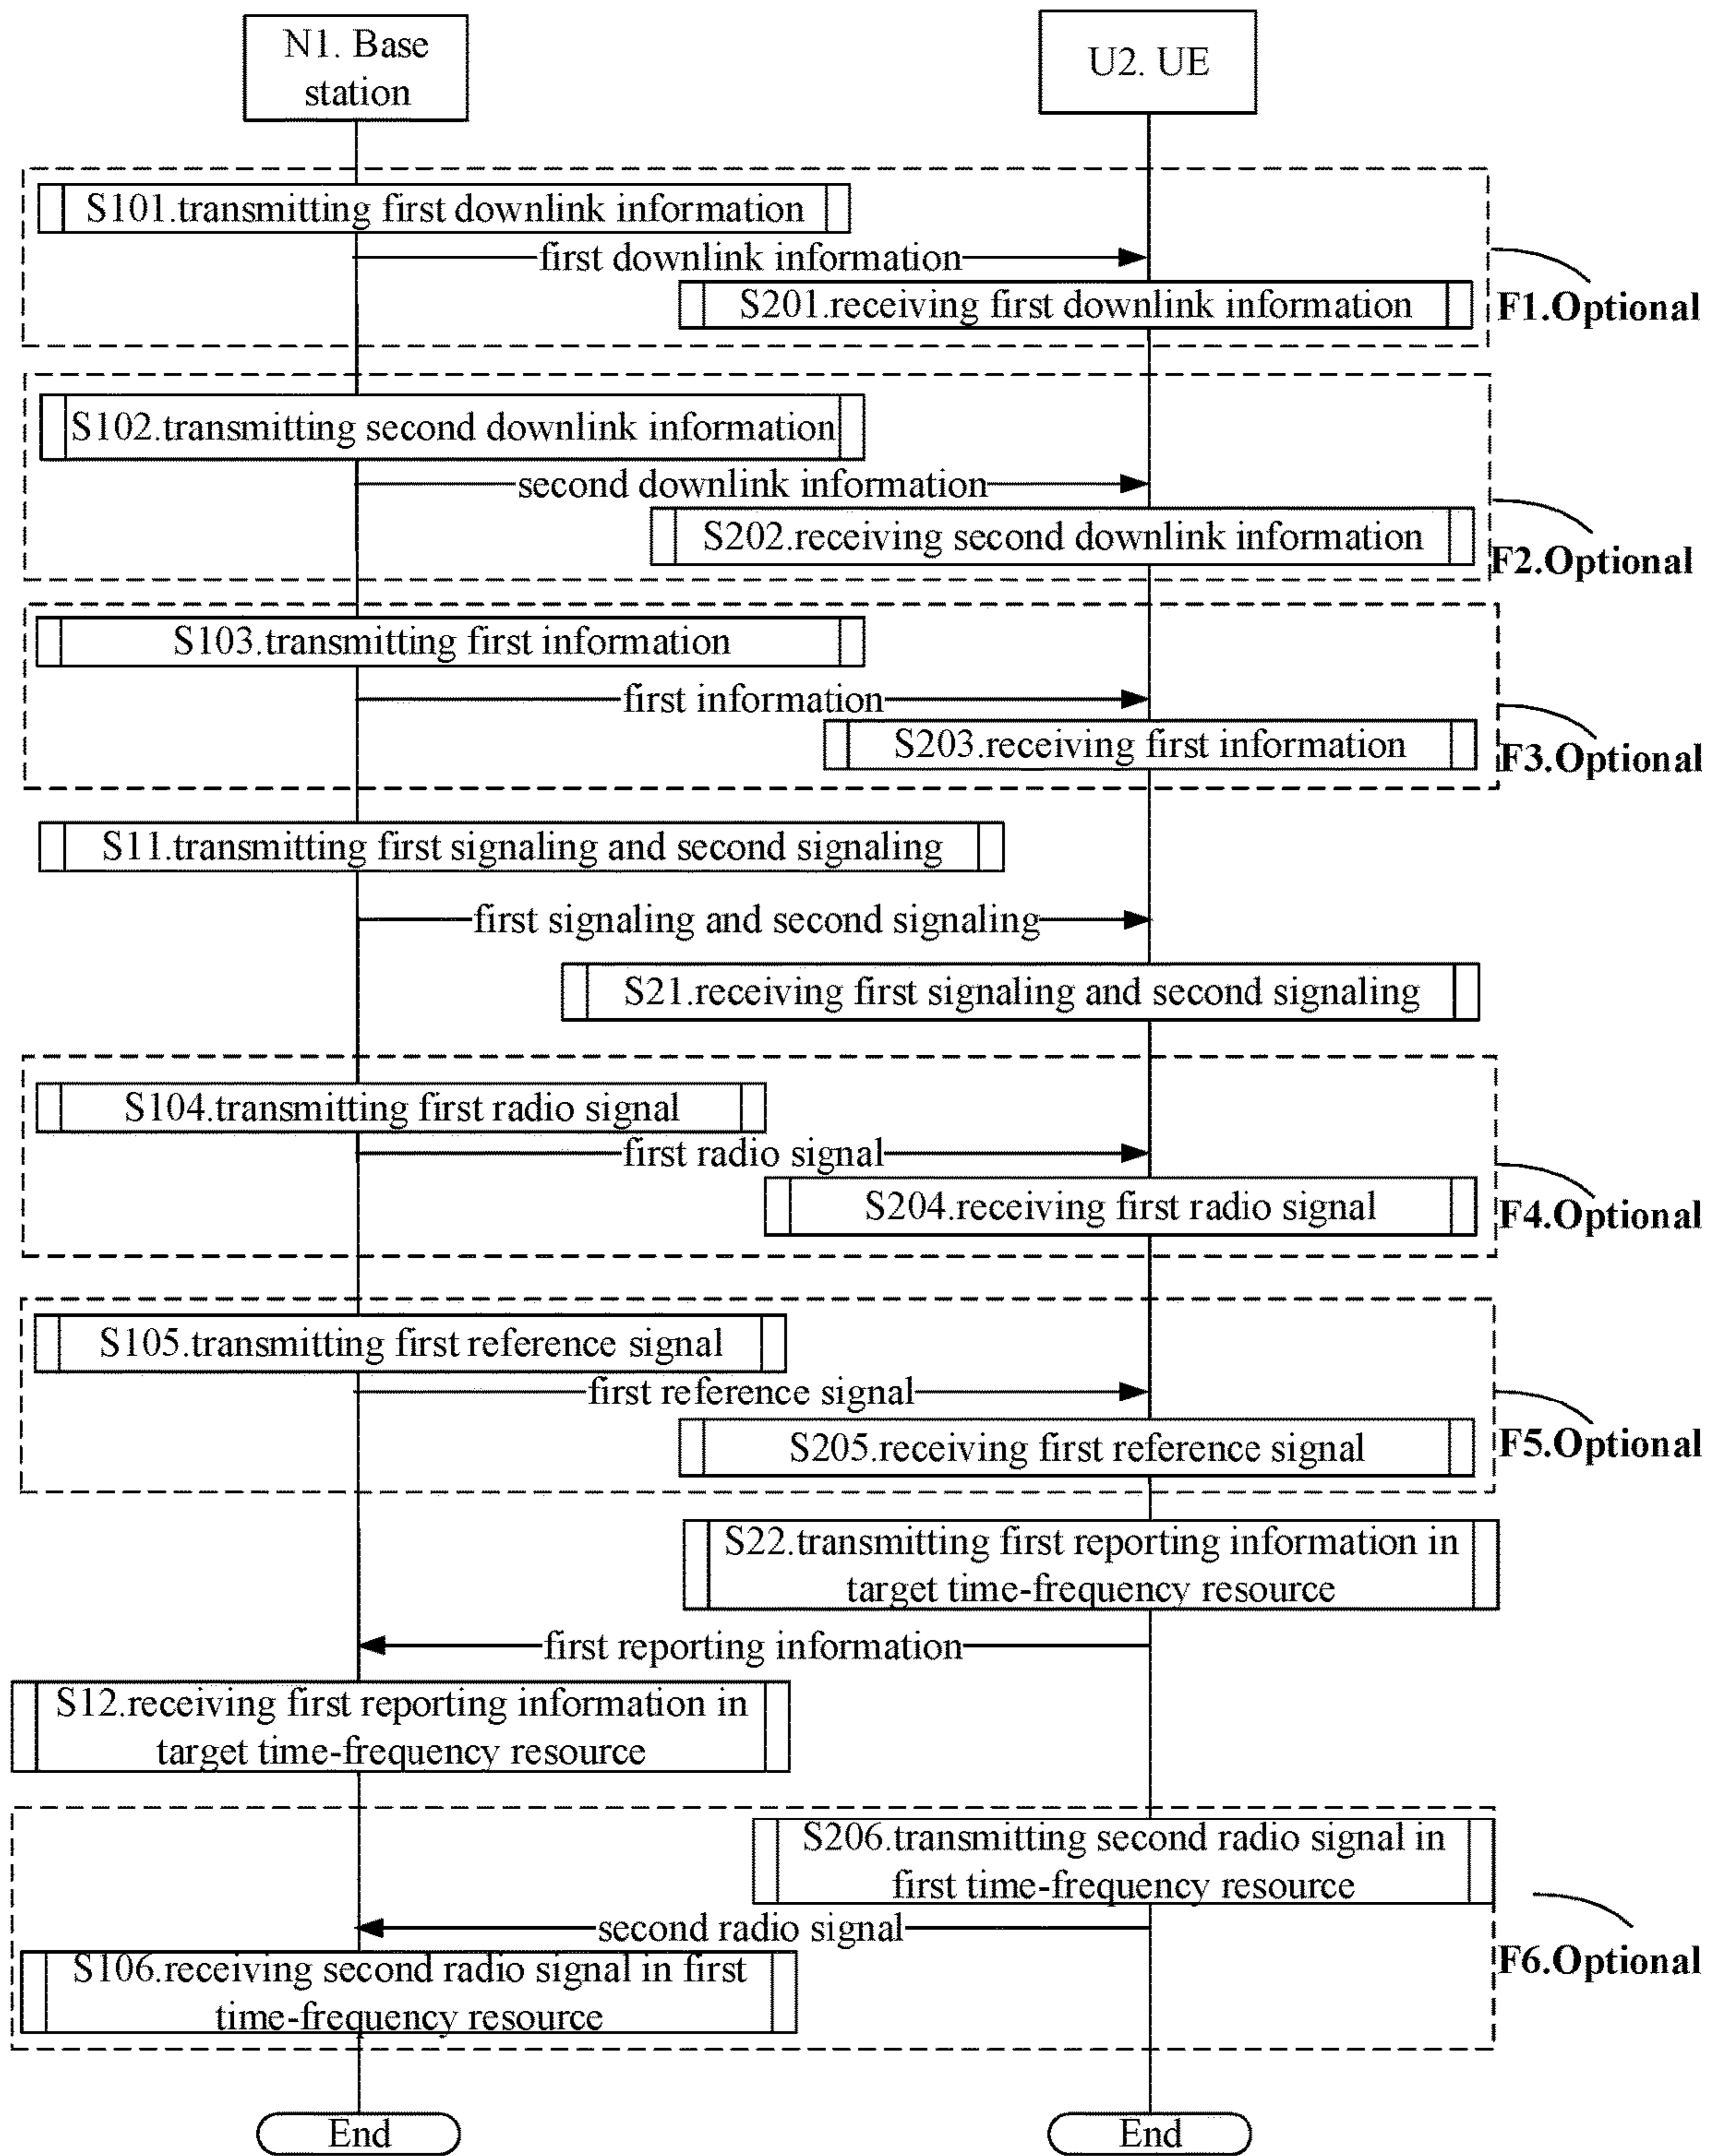 N1. Base
station
U2. UE
S101.transmitting first downlink information
first downlink information
S201.receiving first downlink information
F1.Optional
S102.transmitting second downlink information
second downlink information
S202.receiving second downlink information
F2.Optional
S103.transmitting first information
first information
S203.receiving first information
F3.Optional
S11.transmitting first signaling and second signaling
first signaling and second signaling
S21.receiving first signaling and second signaling
S104.transmitting first radio signal
first radio signal
S204.receiving first radio signal
F4.Optional
S105.transmitting first reference signal
first reference signal
S205.receiving first reference signal
F5.Optional
S22.transmitting first reporting information in
target time-frequency resource
first reporting information
S12.receiving first reporting information in
target time-frequency resource
S206.transmitting second radio signal in
first time-frequency resource
second radio signal
F6.Optional
S106.receiving second radio signal in first
time-frequency resource
End
End